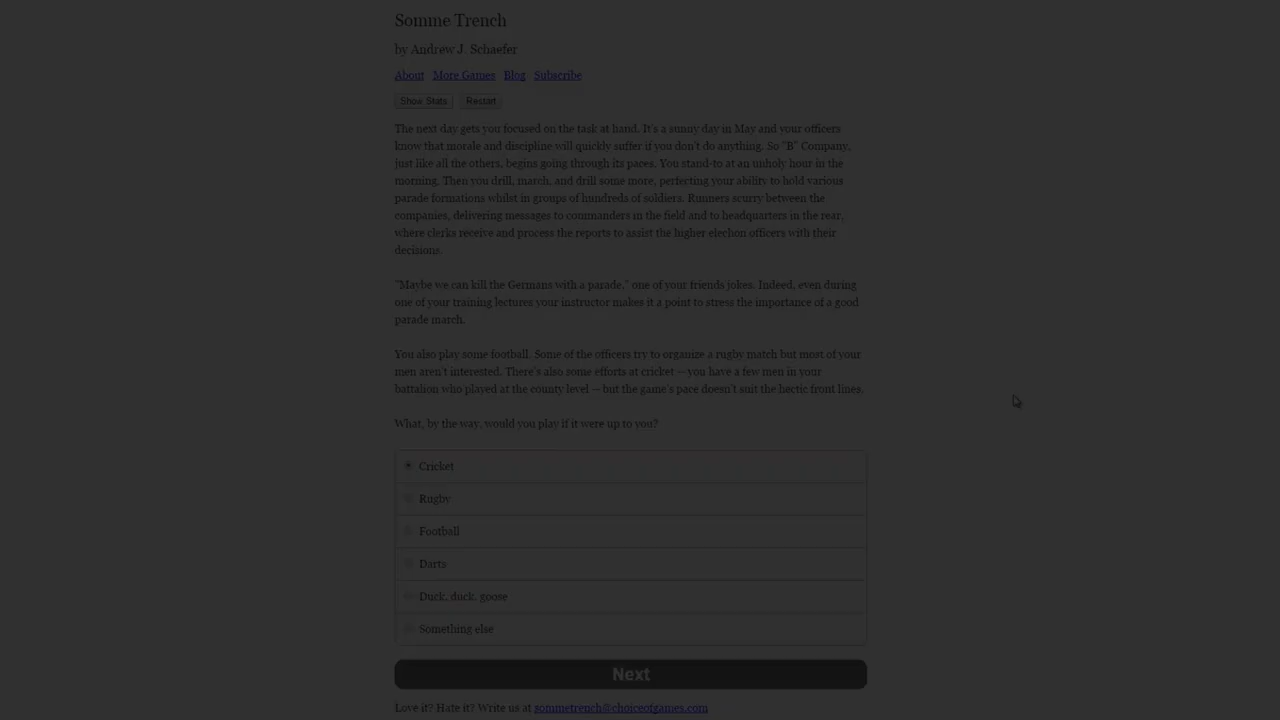 Somme Trench
by Andrew J. Schaefer
About More Games Blog Subscribe
Show Stats Restart
The next day gets you focused on the task at hand. It's a sunny day in May and your officers
know that morale and discipline will quickly suffer if you don't do anything. So "B" Company,
just like all the others, begins going through its paces. You stand-to at an unholy hour in the
morning. Then you drill, march, and drill some more, perfecting your ability to hold various
parade formations whilst in groups of hundreds of soldiers. Runners scurry between the
companies, delivering messages to commanders in the field and to headquarters in the rear,
where clerks receive and process the reports to assist the higher elechon officers with their
decisions.
"Maybe we can kill the Germans with a parade," one of your friends jokes. Indeed, even during
one of your training lectures your instructor makes it a point to stress the importance of a good
parade march.
You also play some football. Some of the officers try to organize a rugby match but most of your
men aren't interested. There's also some efforts at cricket -- you have a few men in your
battalion who played at the county level -- but the game's pace doesn't suit the hectic front lines.
What, by the way, would you play if it were up to you?
Cricket
Rugby
Football
Darts
Duck, duck, goose
Something else
Next
Love it? Hate it? Write us at sommetrench@choiceofgames.com